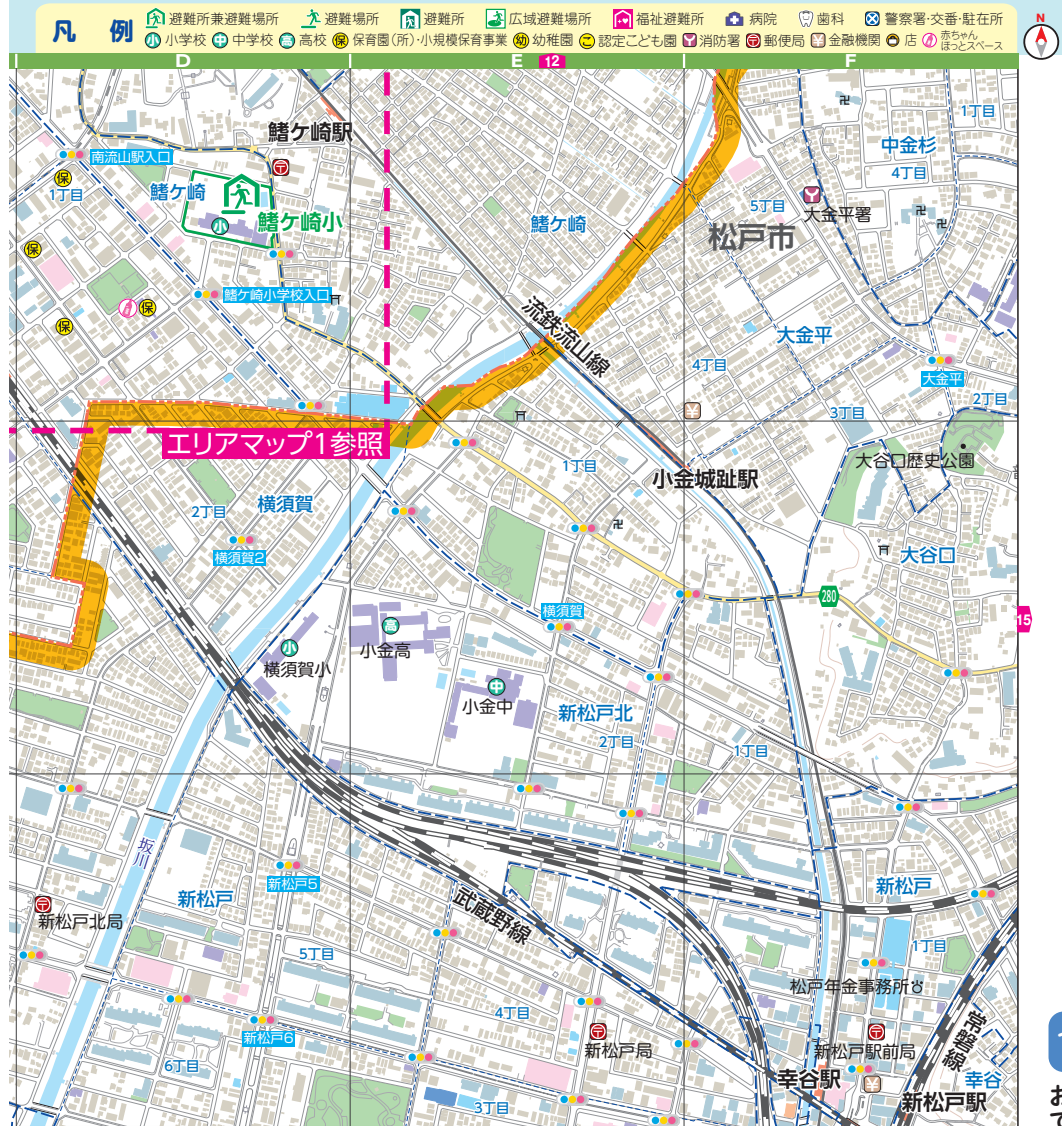 凡例
避難所兼避難場所 避難場所 避難所 広域避難場所 福祉避難所 病院 歯科 警察署・交番・駐在所
小 小学校 中 中学校 高 高校 保 保育園(所)・小規模保育事業 幼 幼稚園 こ 認定こども園 消防署 郵便局 金融機関 店 赤ちゃんほっとスペース
N
D
E
12
F
鰭ケ崎駅
南流山駅入口
保
1丁目
鰭ケ崎
小
鰭ケ崎小
保
鰭ケ崎小学校入口
保
保
鰭ケ崎
中金杉
1丁目
4丁目
5丁目
大金平署
松戸市
流鉄流山線
大金平
4丁目
大金平
3丁目
2丁目
エリアマップ1参照
大谷口歴史公園
1丁目
小金城趾駅
2丁目
横須賀
横須賀2
大谷口
280
横須賀
15
高
小金高
小
横須賀小
中
小金中
新松戸北
2丁目
1丁目
坂川
新松戸
新松戸5
武蔵野線
新松戸
新松戸北局
5丁目
1丁目
松戸年金事務所
4丁目
新松戸6
新松戸局
新松戸駅前局
常磐線
6丁目
幸谷駅
幸谷
3丁目
新松戸駅